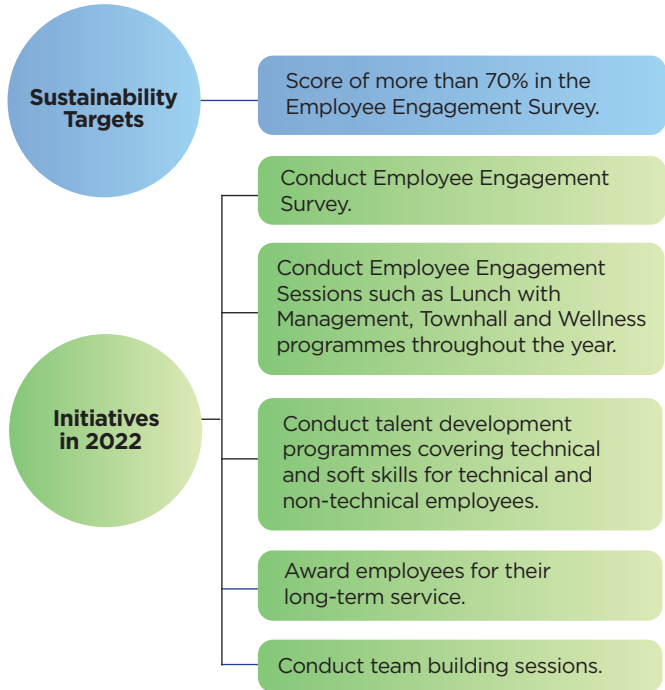 Sustainability
Targets
Score of more than 70% in the
Employee Engagement Survey.
Initiatives
in 2022
Conduct Employee Engagement
Survey.
Conduct Employee Engagement
Sessions such as Lunch with
Management, Townhall and Wellness
programmes throughout the year.
Conduct talent development
programmes covering technical
and soft skills for technical and
non-technical employees.
Award employees for their
long-term service.
Conduct team building sessions.